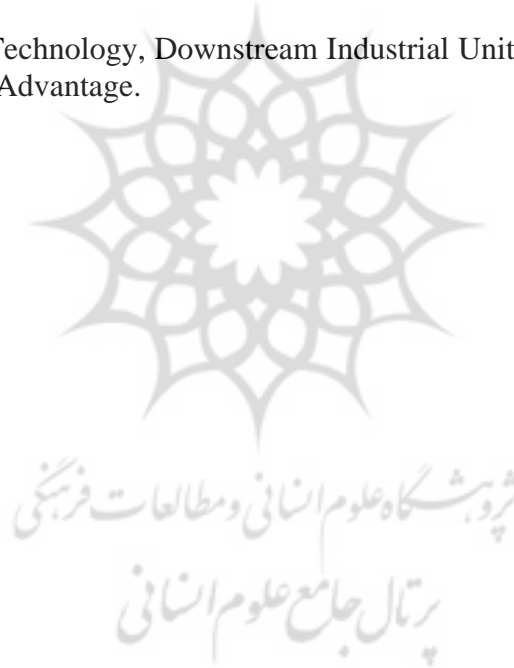 Technology, Downstream Industrial Unit
Advantage.
پژوهشگاه علوم انسانی و مطالعات فرهنگی
پرتال جامع علوم انسانی